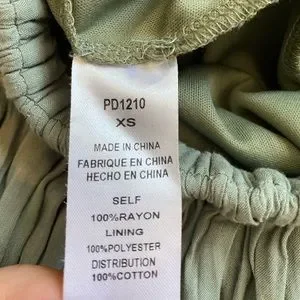 PD1210
XS
MADE IN CHINA
FABRIQUE EN CHINA
HECHO EN CHINA
SELF
100%RAYON
LINING
100%POLYESTER
DISTRIBUTION
100%COTTON